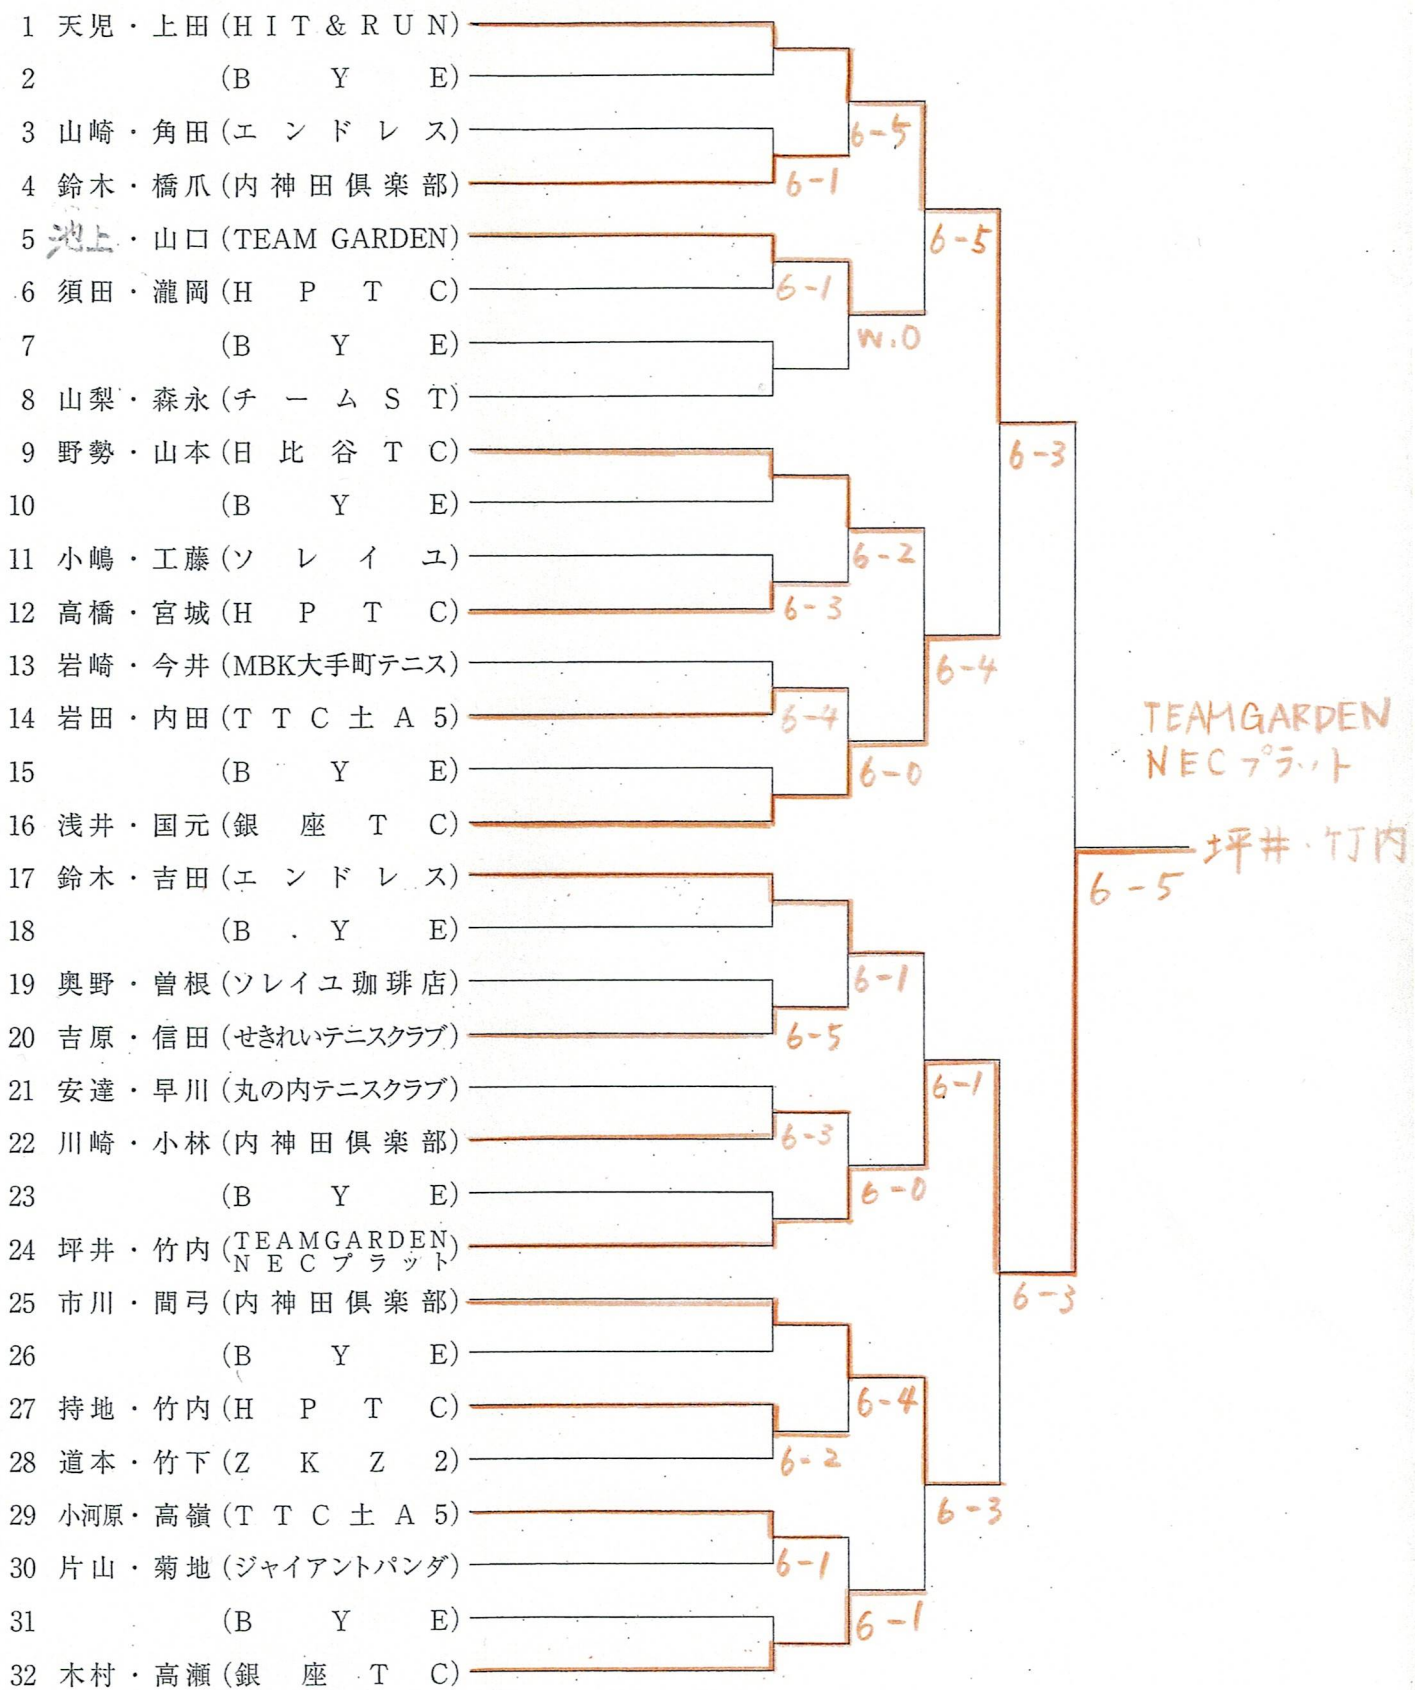 1 天児・上田(HIT&RUN)
2 (BYE)
3 山崎・角田(エンドレス)
4 鈴木・橋爪(内神田倶楽部)
5 池上・山口(TEAM GARDEN)
6 須田・瀧岡(HPTC)
7 (BYE)
8 山梨・森永(チームST)
9 野勢・山本(日比谷TC)
10 (BYE)
11 小嶋・工藤(ソレイユ)
12 高橋・宮城(HPTC)
13 岩崎・今井(MBK大手町テニス)
14 岩田・内田(TTC土A5)
15 (BYE)
16 浅井・国元(銀座TC)
17 鈴木・吉田(エンドレス)
18 (BYE)
19 奥野・曽根(ソレイユ珈琲店)
20 吉原・信田(せきれいテニスクラブ)
21 安達・早川(丸の内テニスクラブ)
22 川崎・小林(内神田倶楽部)
23 (BYE)
24 坪井・竹内(TEAMGARDEN
NECプラット)
25 市川・間弓(内神田倶楽部)
26 (BYE)
27 持地・竹内(HPTC)
28 道本・竹下(ZKZ2)
29 小河原・高嶺(TTC土A5)
30 片山・菊地(ジャイアントパンダ)
31 (BYE)
32 木村・高瀬(銀座TC)
6-1
6-1
6-3
6-4
6-5
6-3
6-2
6-1
6-5
W.O
6-2
6-0
6-1
6-0
6-4
6-1
6-5
6-4
6-1
6-3
6-3
6-3
6-5
TEAMGARDEN
NECプラット
坪井・竹内